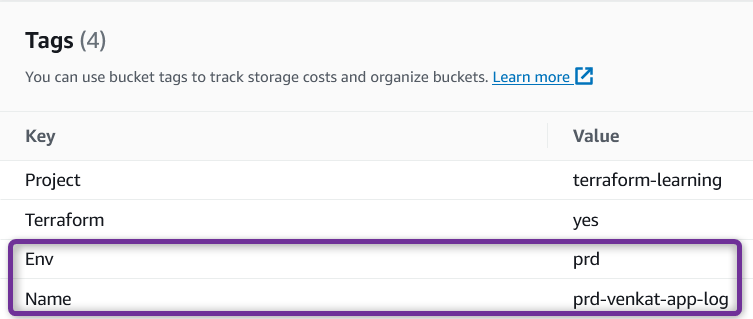 Tags (4)
You can use bucket tags to track storage costs and organize buckets. Learn more
Key Value
Project terraform-learning
Terraform yes
Env prd
Name prd-venkat-app-log